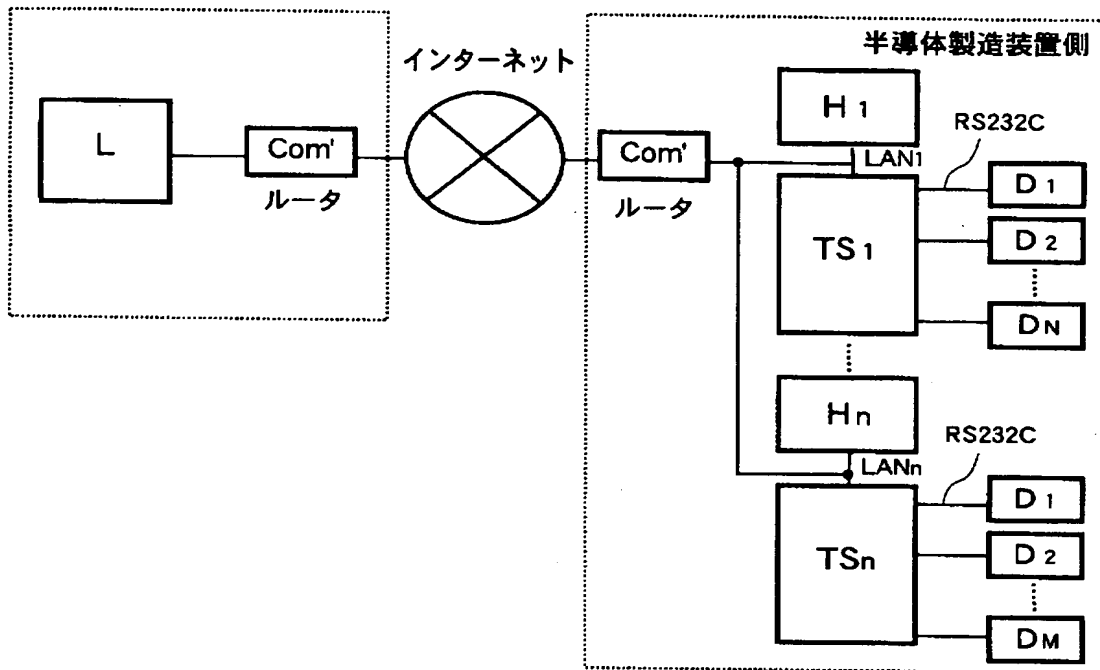 半導体製造装置側
インターネット
L
Com'
ルータ
Com'
ルータ
H1
LAN1
RS232C
TS1
D1
D2
DN
Hn
LANn
RS232C
TSn
D1
D2
DM